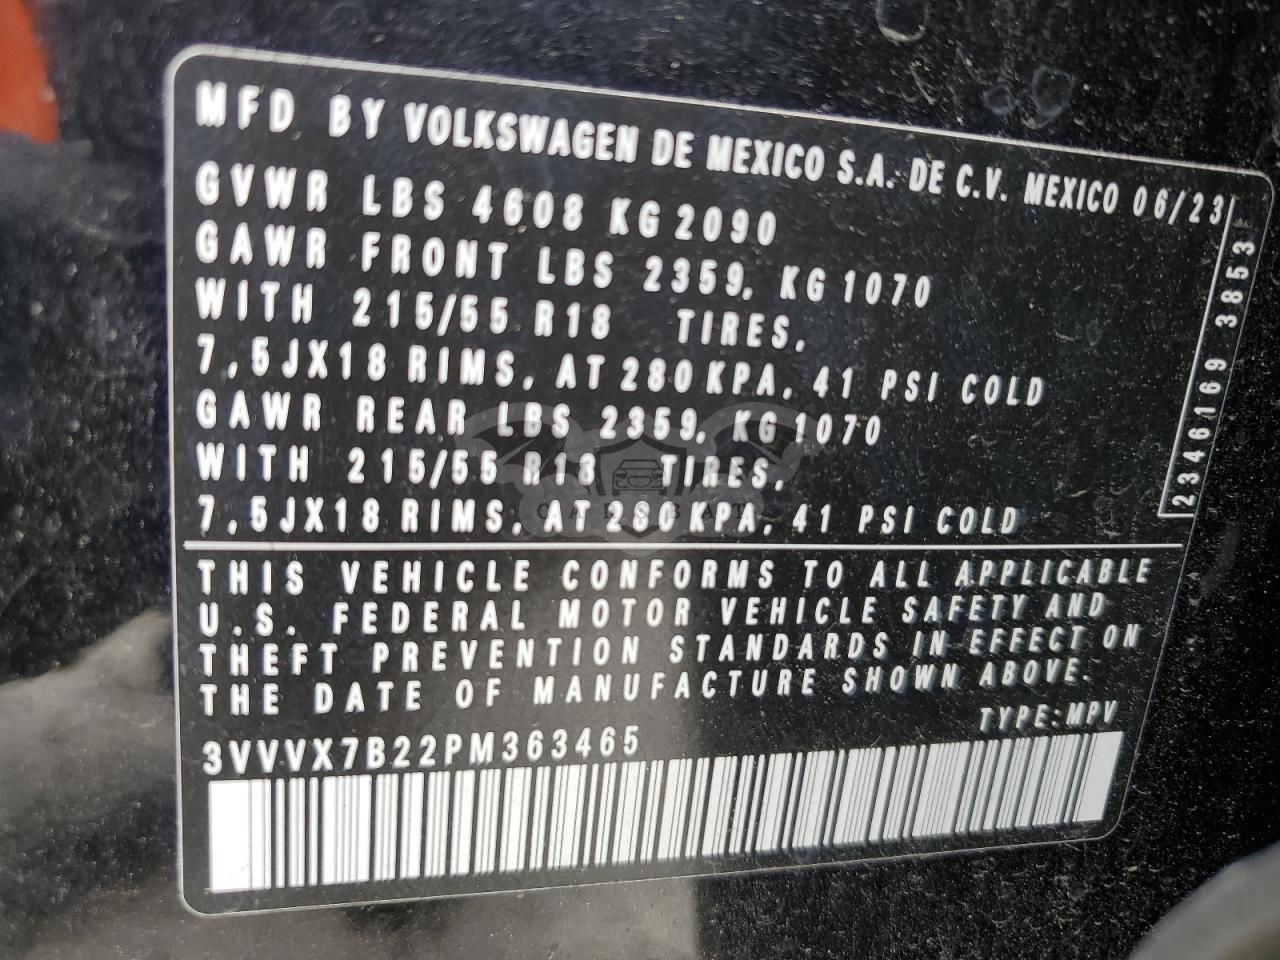 MFD BY VOLKSWAGEN DE MEXICO S.A. DE C.V. MEXICO 06/23
GVWR LBS 4608 KG 2090
GAWR FRONT LBS 2359, KG 1070
WITH 215/55 R18 TIRES,
7,5JX18 RIMS, AT 280 KPA, 41 PSI COLD
GAWR REAR LBS 2359, KG 1070
WITH 215/55 R18 TIRES,
7,5JX18 RIMS, AT 280 KPA, 41 PSI COLD
2346169 3853
THIS VEHICLE CONFORMS TO ALL APPLICABLE
U.S. FEDERAL MOTOR VEHICLE SAFETY AND
THEFT PREVENTION STANDARDS IN EFFECT ON
THE DATE OF MANUFACTURE SHOWN ABOVE.
TYPE:MPV
3VVVX7B22PM363465